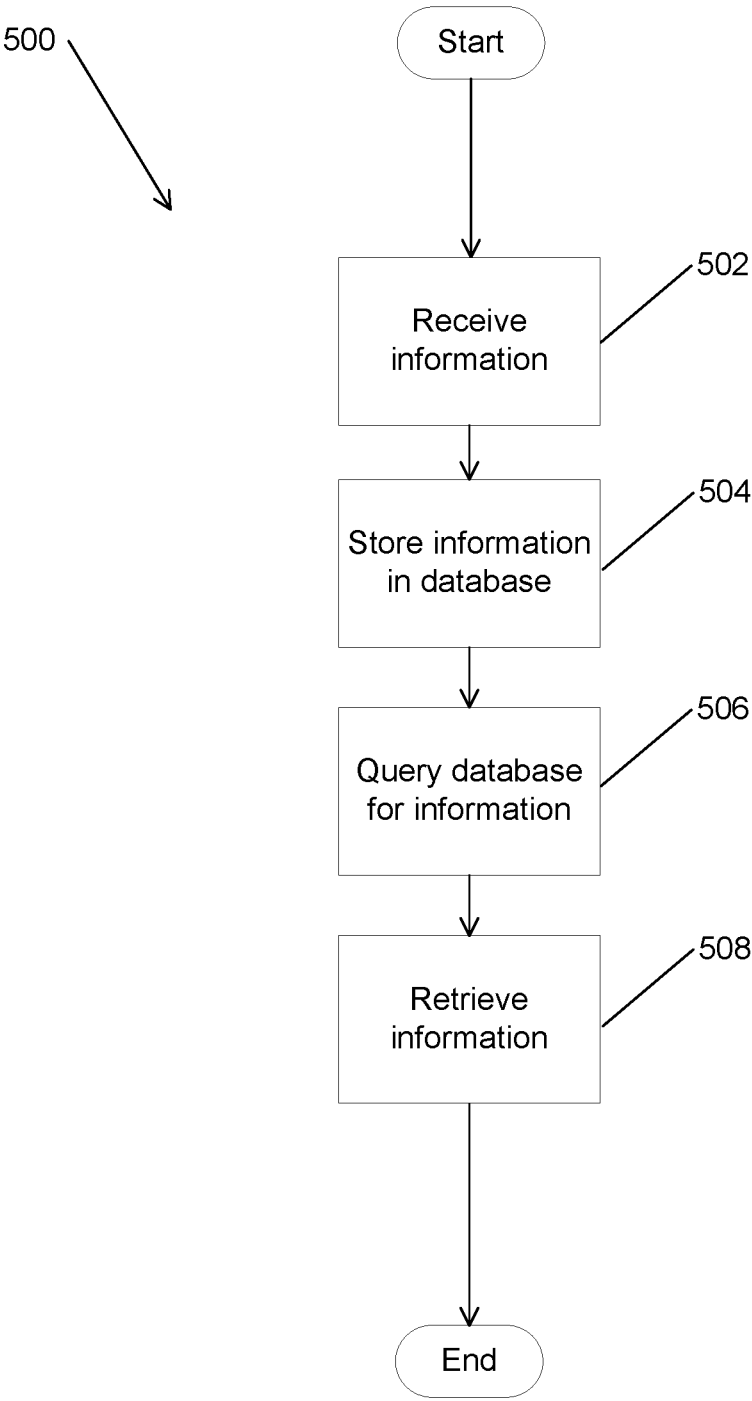 500
Start
502
Receive
information
504
Store information
in database
506
Query database
for information
508
Retrieve
information
End